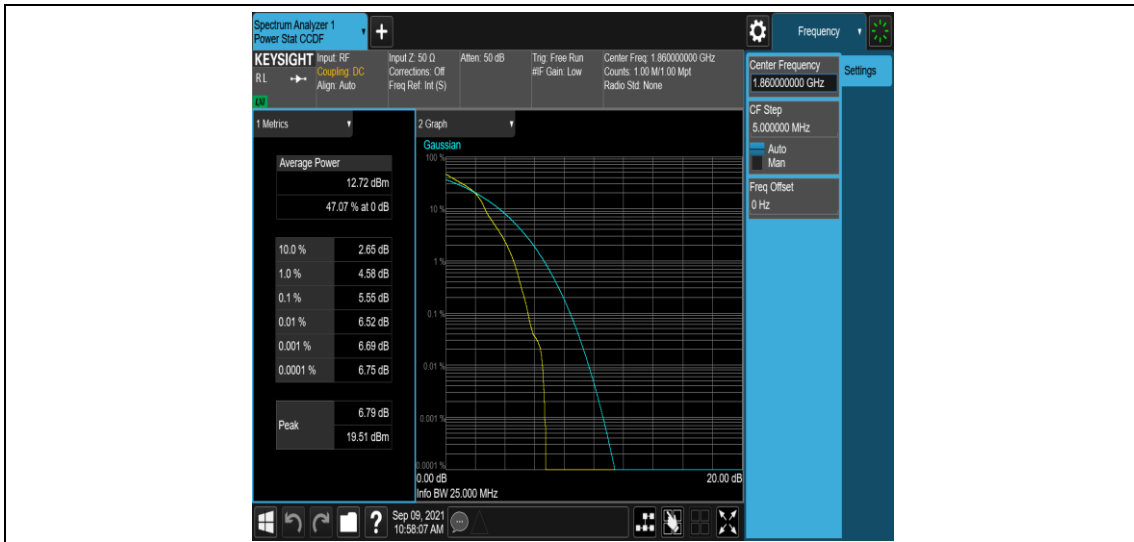 Spectrum Analyzer 1
Power Stat CCDF
+
Frequency
KEYSIGHT
RL
LXI
Input: RF
Coupling: DC
Align: Auto
Input Z: 50 Ω
Corrections: Off
Freq Ref: Int (S)
Atten: 50 dB
Trig: Free Run
#IF Gain: Low
Center Freq: 1.860000000 GHz
Counts: 1.00 M/1.00 Mpt
Radio Std: None
Center Frequency
1.860000000 GHz
Settings
CF Step
5.000000 MHz
Auto
Man
Freq Offset
0 Hz
1 Metrics
Average Power
12.72 dBm
47.07 % at 0 dB
10.0 % 2.65 dB
1.0 % 4.58 dB
0.1 % 5.55 dB
0.01 % 6.52 dB
0.001 % 6.69 dB
0.0001 % 6.75 dB
Peak
6.79 dB
19.51 dBm
2 Graph
Gaussian
100 %
10 %
1 %
0.1 %
0.01 %
0.001 %
0.0001 %
0.00 dB 20.00 dB
Info BW 25.000 MHz
?
Sep 09, 2021
10:58:07 AM